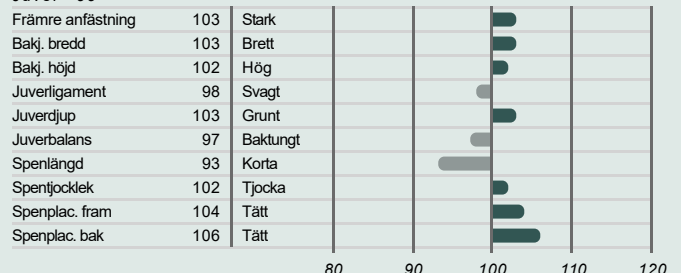 Främre anfästning 103 Stark
Bakj. bredd 103 Brett
Bakj. höjd 102 Hög
Juverligament 98 Svagt
Juverdjup 103 Grunt
Juverbalans 97 Baktungt
Spenlängd 93 Korta
Spentjocklek 102 Tjocka
Spenplac. fram 104 Tätt
Spenplac. bak 106 Tätt
80 90 100 110 120